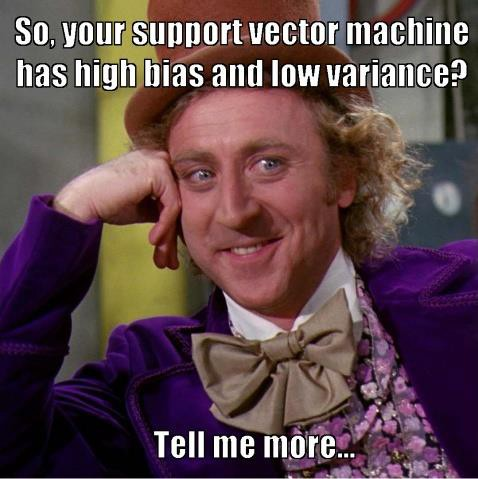 So, your support vector machine
has high bias and low variance?
Tell me more...